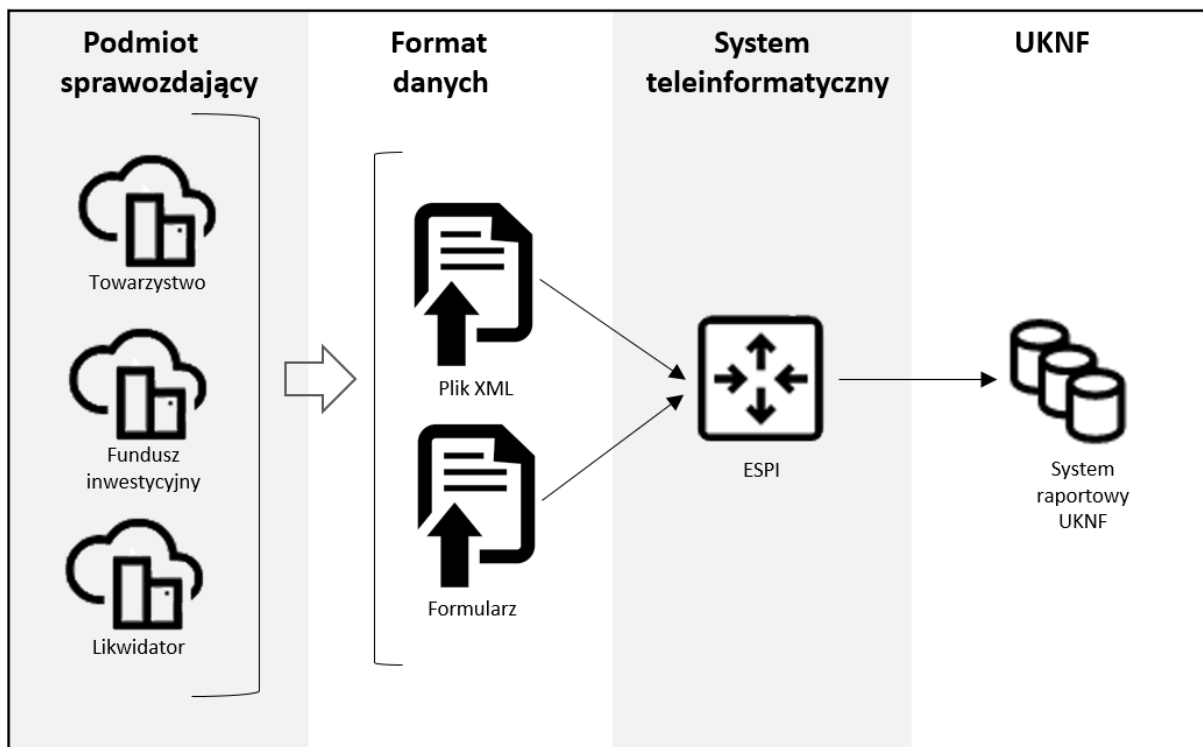 Podmiot
sprawozdający
Format
danych
System
teleinformatyczny
UKNF
Towarzystwo
Fundusz
inwestycyjny
Likwidator
Plik XML
Formularz
ESPI
System
raportowy
UKNF